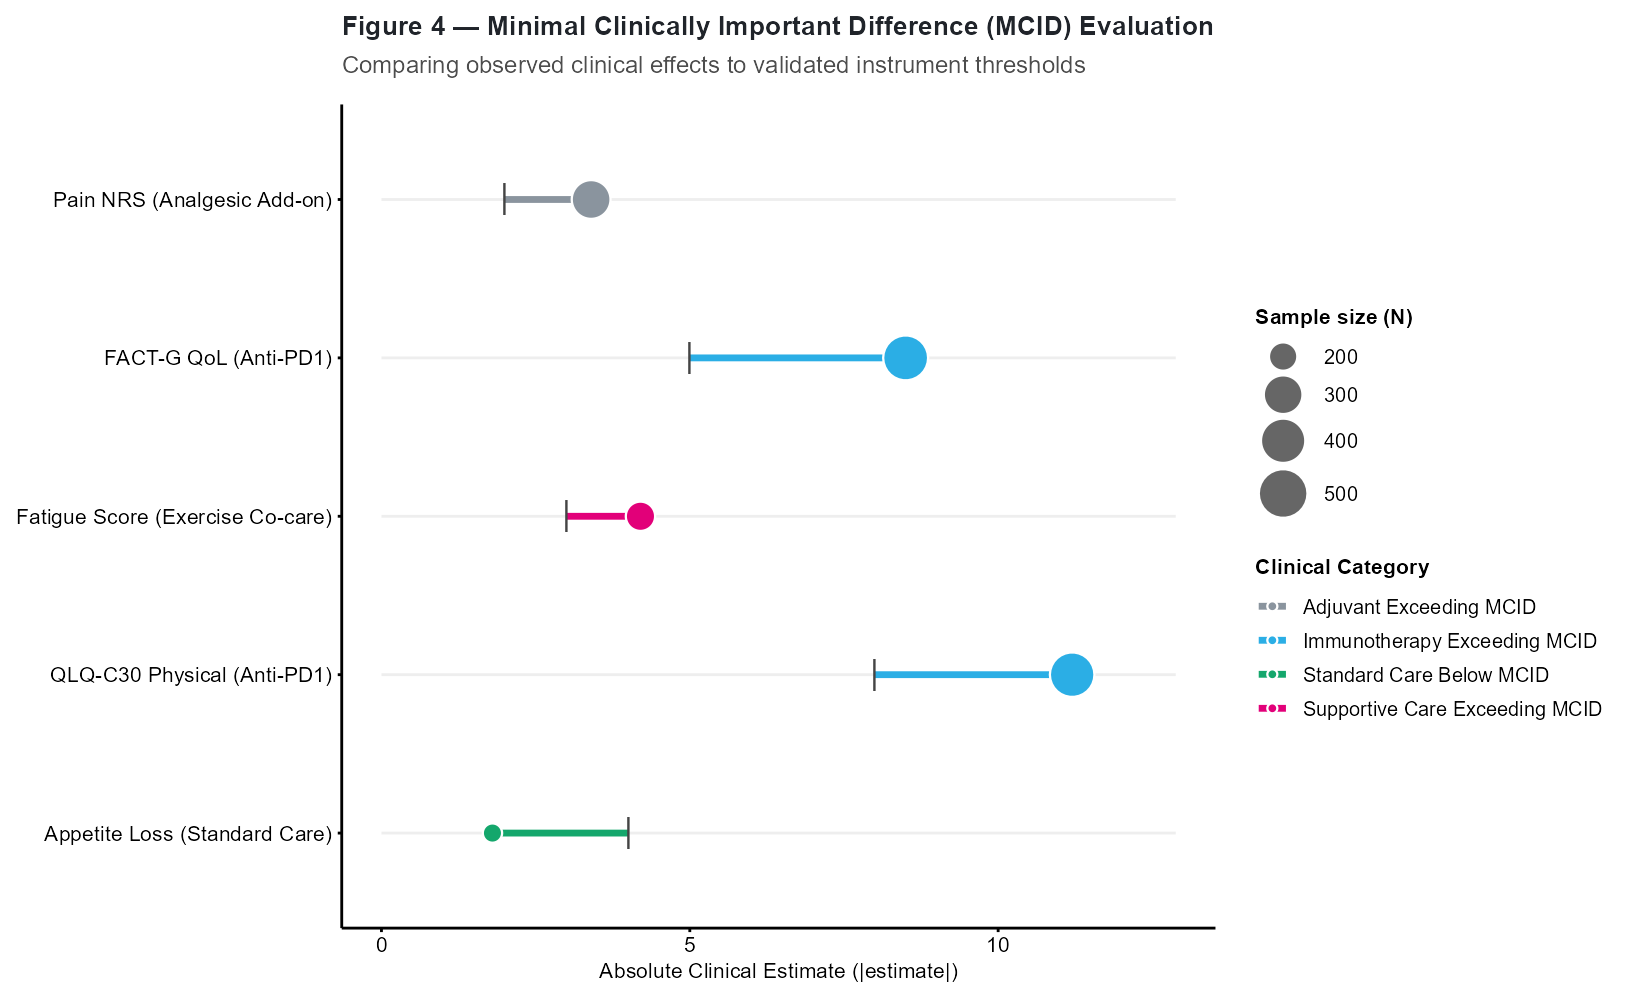 Figure 4 — Minimal Clinically Important Difference (MCID) Evaluation
Comparing observed clinical effects to validated instrument thresholds
Pain NRS (Analgesic Add-on)
FACT-G QoL (Anti-PD1)
Fatigue Score (Exercise Co-care)
QLQ-C30 Physical (Anti-PD1)
Appetite Loss (Standard Care)
0 5 10
Absolute Clinical Estimate (|estimate|)
Sample size (N)
200
300
400
500
Clinical Category
Adjuvant Exceeding MCID
Immunotherapy Exceeding MCID
Standard Care Below MCID
Supportive Care Exceeding MCID